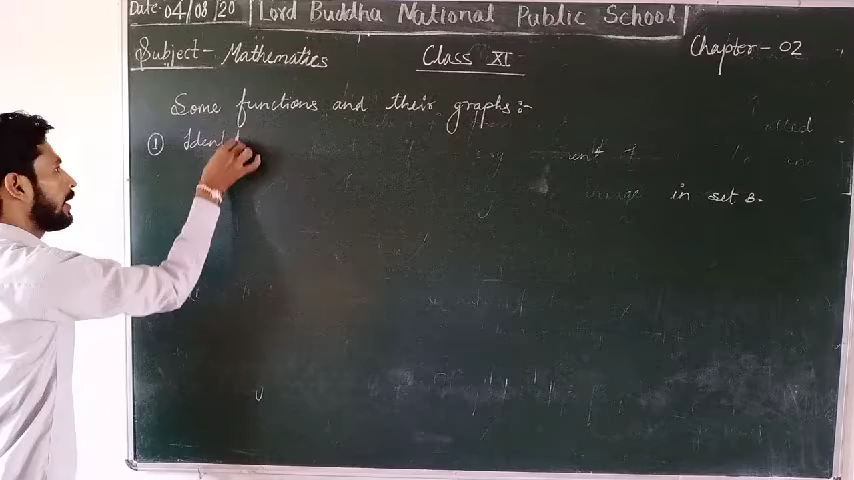 Date- 04/08/20 Lord Buddha National Public School
Subject- Mathematics Class XI Chapter- 02
Some functions and their graphs :-
① Ident
in set B.